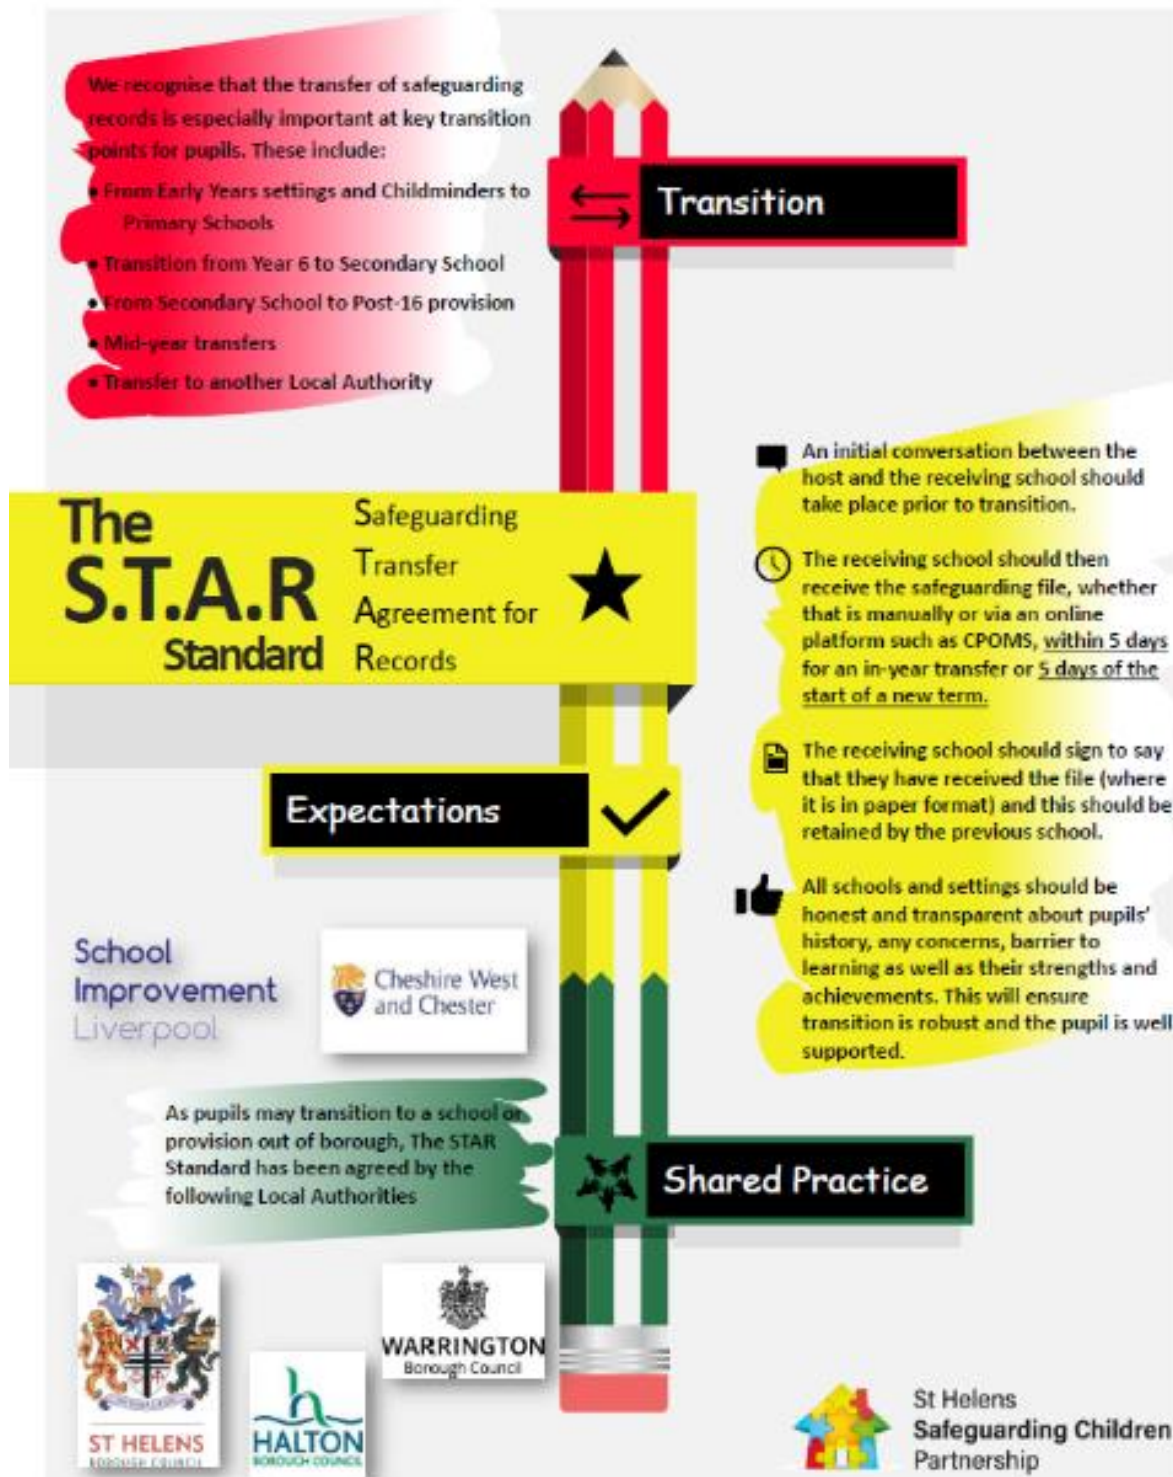 We recognise that the transfer of safeguarding
records is especially important at key transition
points for pupils. These include:
• From Early Years settings and Childminders to
Primary Schools
• Transition from Year 6 to Secondary School
• From Secondary School to Post-16 provision
• Mid-year transfers
• Transfer to another Local Authority
Transition
The
S.T.A.R
Standard
Safeguarding
Transfer
Agreement for
Records
An initial conversation between the
host and the receiving school should
take place prior to transition.
The receiving school should then
receive the safeguarding file, whether
that is manually or via an online
platform such as CPOMS, within 5 days
for an in-year transfer or 5 days of the
start of a new term.
The receiving school should sign to say
that they have received the file (where
it is in paper format) and this should be
retained by the previous school.
All schools and settings should be
honest and transparent about pupils'
history, any concerns, barrier to
learning as well as their strengths and
achievements. This will ensure
transition is robust and the pupil is well
supported.
Expectations
School
Improvement
Liverpool
Cheshire West
and Chester
As pupils may transition to a school or
provision out of borough, The STAR
Standard has been agreed by the
following Local Authorities
Shared Practice
ST HELENS
BOROUGH COUNCIL
HALTON
BOROUGH COUNCIL
WARRINGTON
Borough Council
St Helens
Safeguarding Children
Partnership